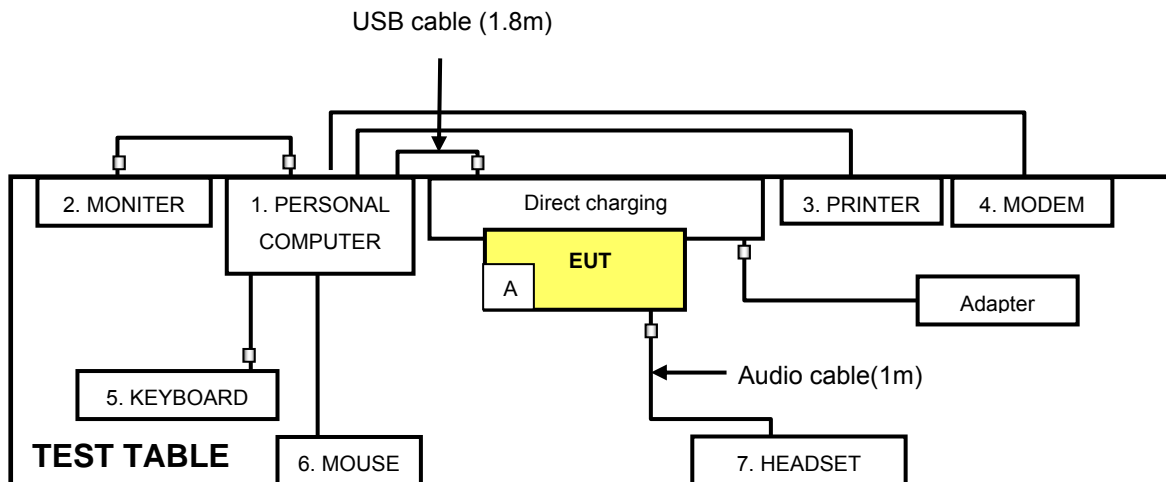 USB cable (1.8m)
2. MONITER
1. PERSONAL
COMPUTER
Direct charging
3. PRINTER
4. MODEM
EUT
A
Adapter
Audio cable(1m)
5. KEYBOARD
TEST TABLE
6. MOUSE
7. HEADSET